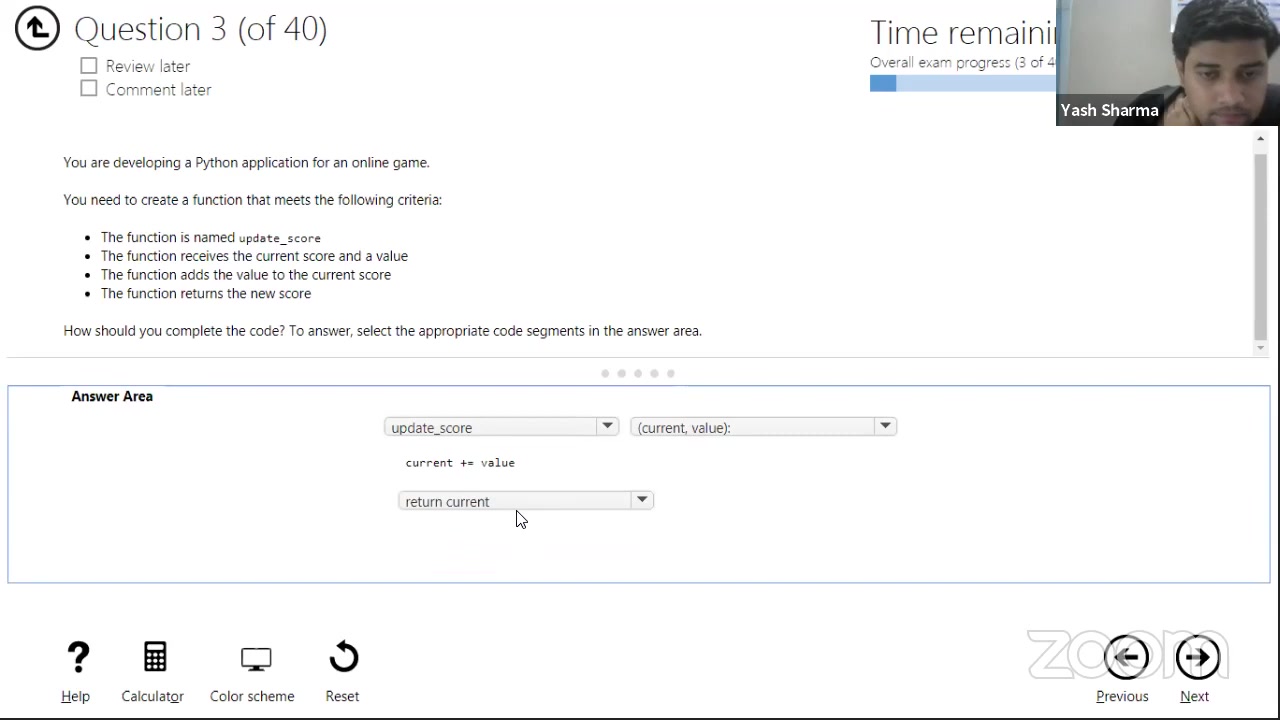 Question 3 (of 40)
Review later
Comment later
Time remaini
Overall exam progress (3 of 4
Yash Sharma
You are developing a Python application for an online game.
You need to create a function that meets the following criteria:
• The function is named update_score
• The function receives the current score and a value
• The function adds the value to the current score
• The function returns the new score
How should you complete the code? To answer, select the appropriate code segments in the answer area.
Answer Area
update_score (current, value):
current += value
return current
zoom
? Help Calculator Color scheme Reset Previous Next